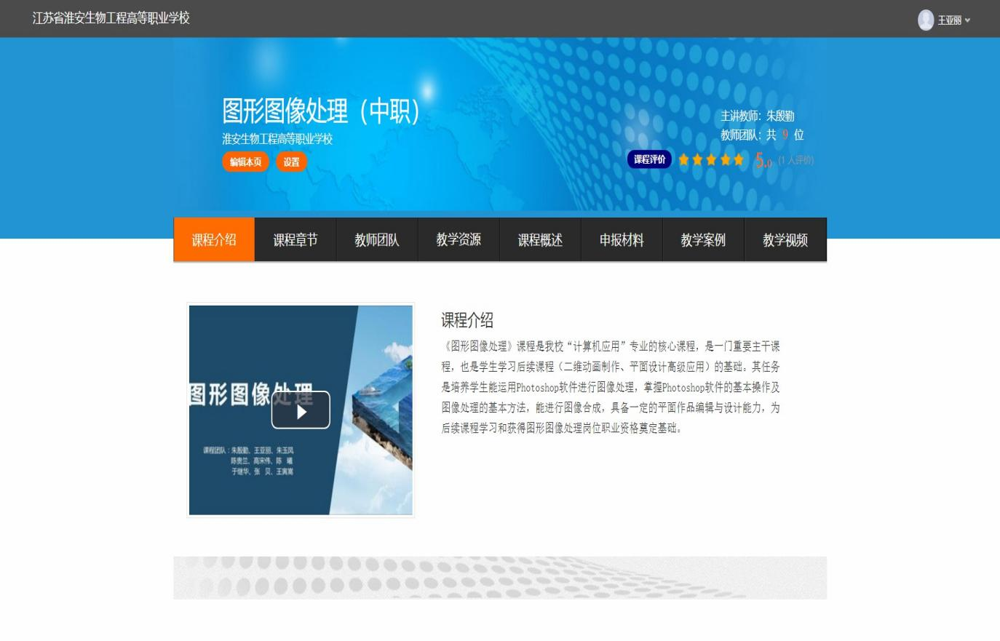 江苏省淮安生物工程高等职业学校
王亚丽
图形图像处理（中职）
淮安生物工程高等职业学校
编辑本页 设置
主讲教师：朱殷勤
教师团队：共 9 位
课程评价 5.0 (1 人评价)
课程介绍 课程章节 教师团队 教学资源 课程概述 申报材料 教学案例 教学视频
图形图像处理
课程团队：朱殷勤、王亚丽、朱玉凤
陈贵兰、高宋伟、陈 曦
于继华、张 贝、王寅嵩
课程介绍
《图形图像处理》课程是我校“计算机应用”专业的核心课程，是一门重要主干课
程，也是学生学习后续课程（二维动画制作、平面设计高级应用）的基础。其任务
是培养学生能运用Photoshop软件进行图像处理，掌握Photoshop软件的基本操作及
图像处理的基本方法，能进行图像合成，具备一定的平面作品编辑与设计能力，为
后续课程学习和获得图形图像处理岗位职业资格奠定基础。